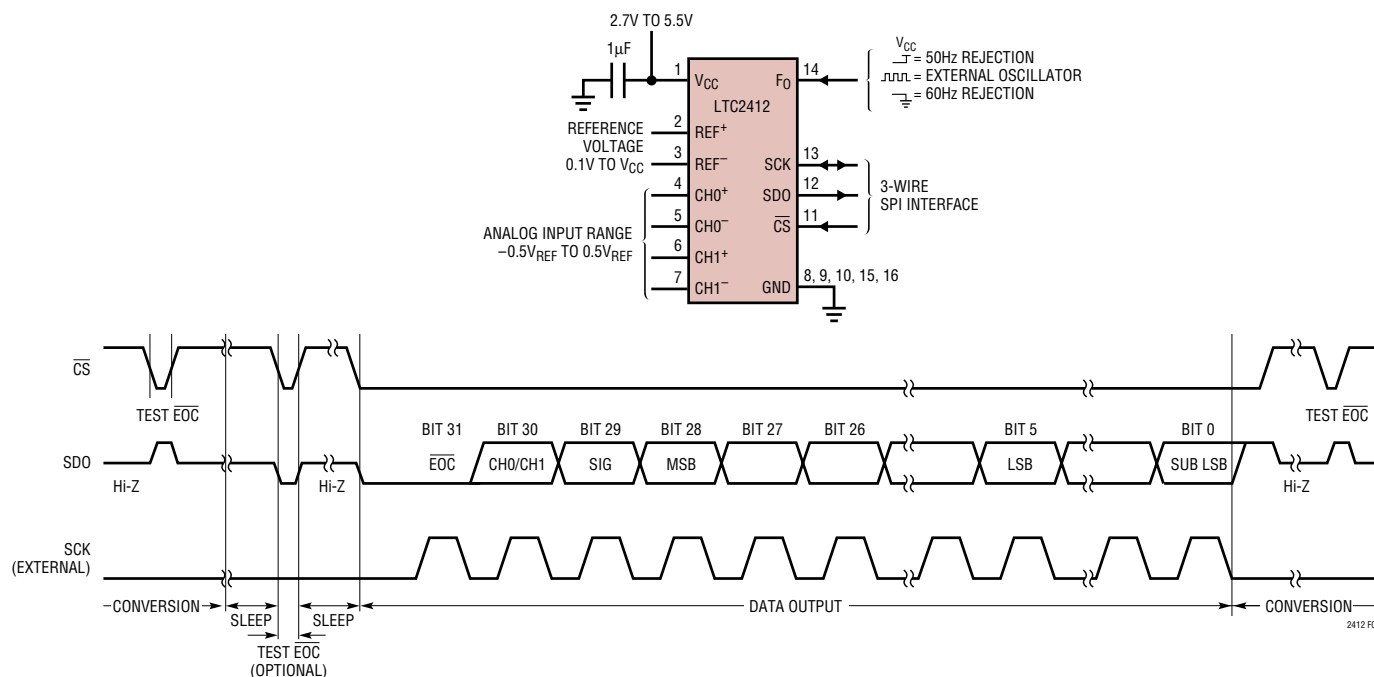 2.7V TO 5.5V
1µF
1
VCC
LTC2412
FO
14
VCC
= 50Hz REJECTION
= EXTERNAL OSCILLATOR
= 60Hz REJECTION
REFERENCE
VOLTAGE
0.1V TO VCC
2
REF+
3
REF−
SCK
13
SDO
12
CS
11
3-WIRE
SPI INTERFACE
ANALOG INPUT RANGE
−0.5VREF TO 0.5VREF
4
CH0+
5
CH0−
6
CH1+
7
CH1−
GND
8, 9, 10, 15, 16
CS
TEST EOC
TEST EOC
BIT 31
BIT 30
BIT 29
BIT 28
BIT 27
BIT 26
BIT 5
BIT 0
SDO
EOC
CH0/CH1
SIG
MSB
LSB
SUB LSB
Hi-Z
Hi-Z
Hi-Z
SCK
(EXTERNAL)
CONVERSION
SLEEP
SLEEP
DATA OUTPUT
CONVERSION
TEST EOC
(OPTIONAL)